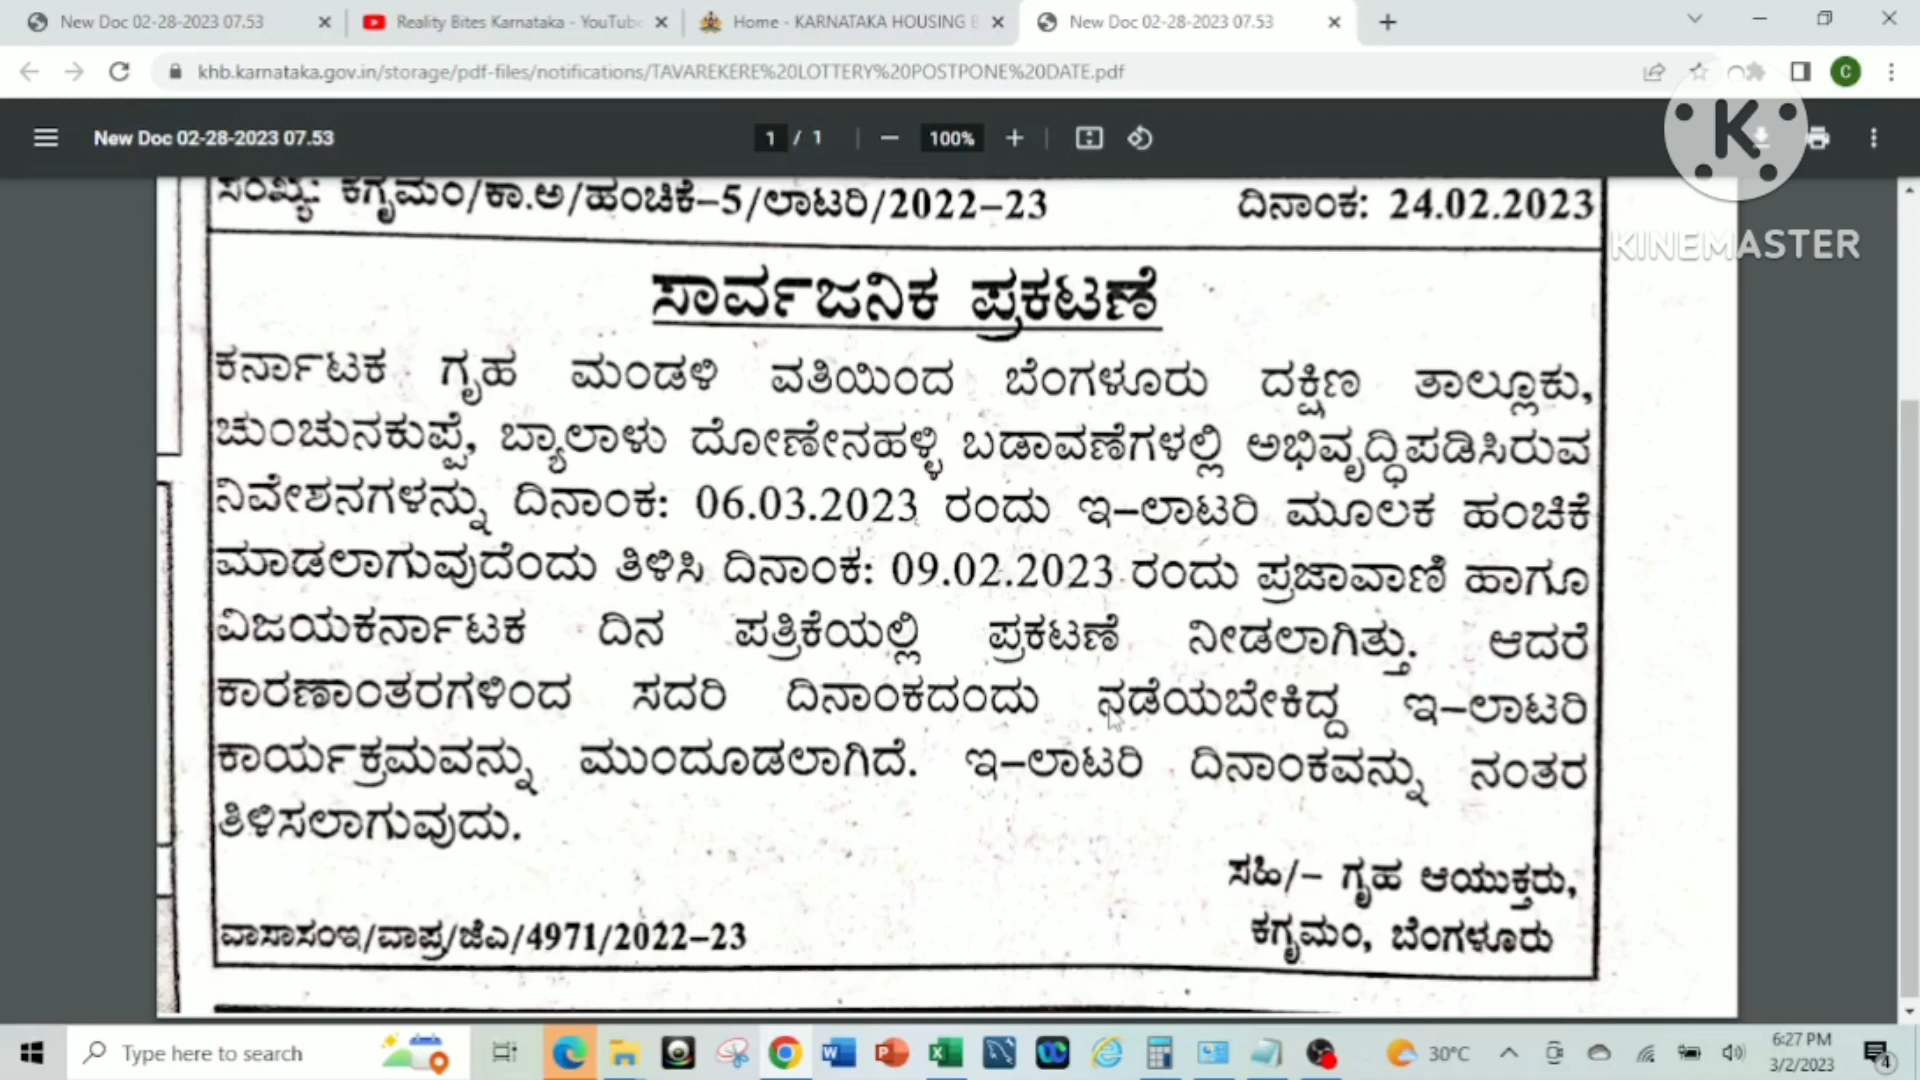 New Doc 02-28-2023 07.53
Reality Bites Karnataka - YouTube
Home - KARNATAKA HOUSING B
New Doc 02-28-2023 07.53
khb.karnataka.gov.in/storage/pdf-files/notifications/TAVAREKERE%20LOTTERY%20POSTPONE%20DATE.pdf
C
New Doc 02-28-2023 07.53
1 / 1
100%
K
KINEMASTER
ಸಂಖ್ಯೆ: ಕಗೃಮಂ/ಕಾ.ಅ/ಹಂಚಿಕೆ–5/ಲಾಟರಿ/2022–23 ದಿನಾಂಕ: 24.02.2023
ಸಾರ್ವಜನಿಕ ಪ್ರಕಟಣೆ
ಕರ್ನಾಟಕ ಗೃಹ ಮಂಡಳಿ ವತಿಯಿಂದ ಬೆಂಗಳೂರು ದಕ್ಷಿಣ ತಾಲ್ಲೂಕು,
ಚುಂಚುನಕುಪ್ಪೆ, ಬ್ಯಾಲಾಳು ದೋಣೇನಹಳ್ಳಿ ಬಡಾವಣೆಗಳಲ್ಲಿ ಅಭಿವೃದ್ಧಿಪಡಿಸಿರುವ
ನಿವೇಶನಗಳನ್ನು ದಿನಾಂಕ: 06.03.2023 ರಂದು ಇ–ಲಾಟರಿ ಮೂಲಕ ಹಂಚಿಕೆ
ಮಾಡಲಾಗುವುದೆಂದು ತಿಳಿಸಿ ದಿನಾಂಕ: 09.02.2023 ರಂದು ಪ್ರಜಾವಾಣಿ ಹಾಗೂ
ವಿಜಯಕರ್ನಾಟಕ ದಿನ ಪತ್ರಿಕೆಯಲ್ಲಿ ಪ್ರಕಟಣೆ ನೀಡಲಾಗಿತ್ತು. ಆದರೆ
ಕಾರಣಾಂತರಗಳಿಂದ ಸದರಿ ದಿನಾಂಕದಂದು ನಡೆಯಬೇಕಿದ್ದ ಇ–ಲಾಟರಿ
ಕಾರ್ಯಕ್ರಮವನ್ನು ಮುಂದೂಡಲಾಗಿದೆ. ಇ–ಲಾಟರಿ ದಿನಾಂಕವನ್ನು ನಂತರ
ತಿಳಿಸಲಾಗುವುದು.
ಸಹಿ/– ಗೃಹ ಆಯುಕ್ತರು,
ವಾಸಾಸಂಇ/ವಾಪ್ರ/ಜೆಎ/4971/2022–23 ಕಗೃಮಂ, ಬೆಂಗಳೂರು
Type here to search
30°C
6:27 PM
3/2/2023
4